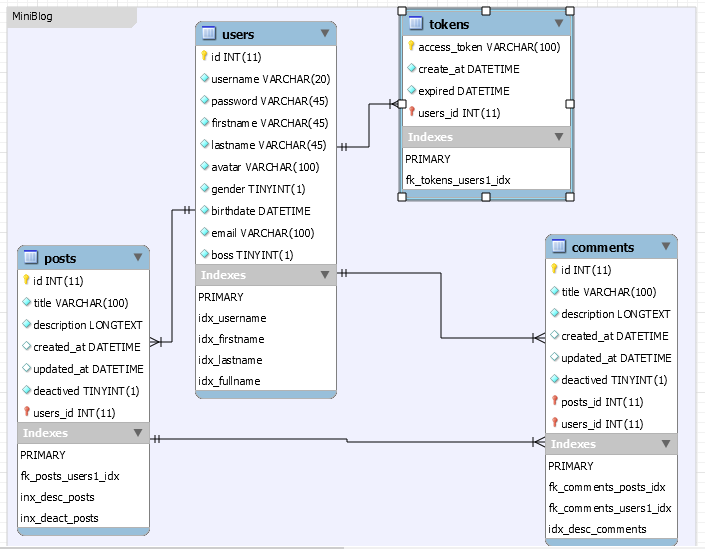 MiniBlog
users
id INT(11)
username VARCHAR(20)
password VARCHAR(45)
firstname VARCHAR(45)
lastname VARCHAR(45)
avatar VARCHAR(100)
gender TINYINT(1)
birthdate DATETIME
email VARCHAR(100)
boss TINYINT(1)
Indexes
PRIMARY
idx_username
idx_firstname
idx_lastname
idx_fullname
tokens
access_token VARCHAR(100)
create_at DATETIME
expired DATETIME
users_id INT(11)
Indexes
PRIMARY
fk_tokens_users1_idx
posts
id INT(11)
title VARCHAR(100)
description LONGTEXT
created_at DATETIME
updated_at DATETIME
deactived TINYINT(1)
users_id INT(11)
Indexes
PRIMARY
fk_posts_users1_idx
inx_desc_posts
inx_deact_posts
comments
id INT(11)
title VARCHAR(100)
description LONGTEXT
created_at DATETIME
updated_at DATETIME
deactived TINYINT(1)
posts_id INT(11)
users_id INT(11)
Indexes
PRIMARY
fk_comments_posts_idx
fk_comments_users1_idx
idx_desc_comments